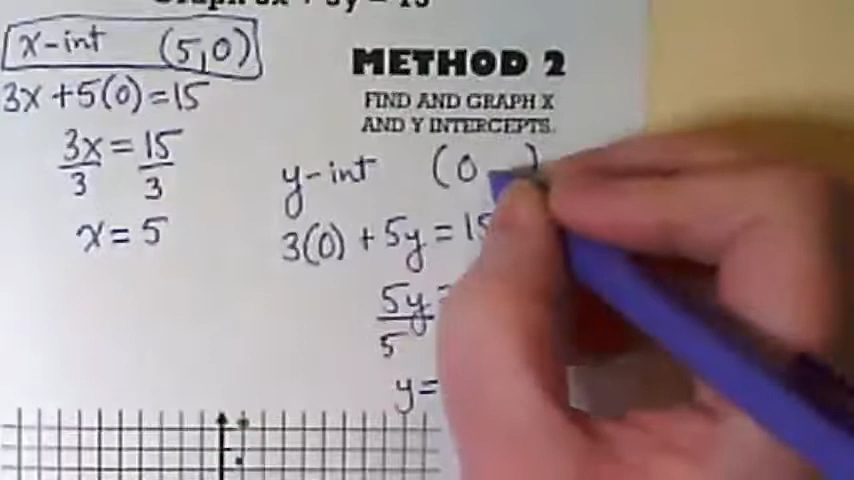 x-int (5,0)
3x + 5(0) = 15
3x = 15
3 3
x = 5
METHOD 2
FIND AND GRAPH X
AND Y INTERCEPTS.
y-int (0 )
3(0) + 5y = 15
5y =
5
y =